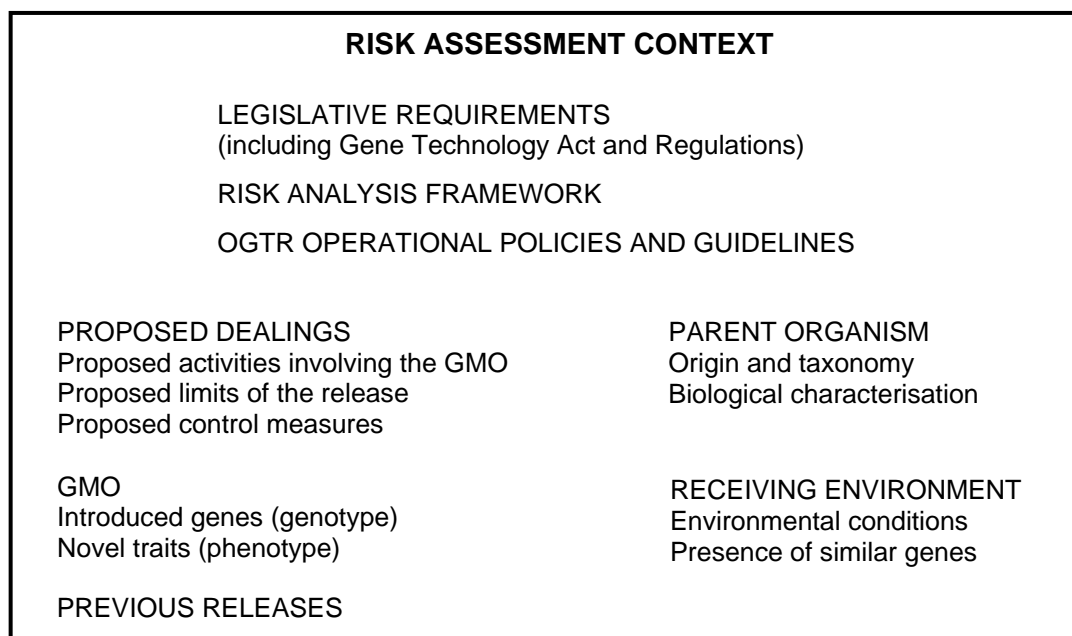 RISK ASSESSMENT CONTEXT
LEGISLATIVE REQUIREMENTS
(including Gene Technology Act and Regulations)
RISK ANALYSIS FRAMEWORK
OGTR OPERATIONAL POLICIES AND GUIDELINES
PROPOSED DEALINGS
Proposed activities involving the GMO
Proposed limits of the release
Proposed control measures
PARENT ORGANISM
Origin and taxonomy
Biological characterisation
GMO
Introduced genes (genotype)
Novel traits (phenotype)
RECEIVING ENVIRONMENT
Environmental conditions
Presence of similar genes
PREVIOUS RELEASES